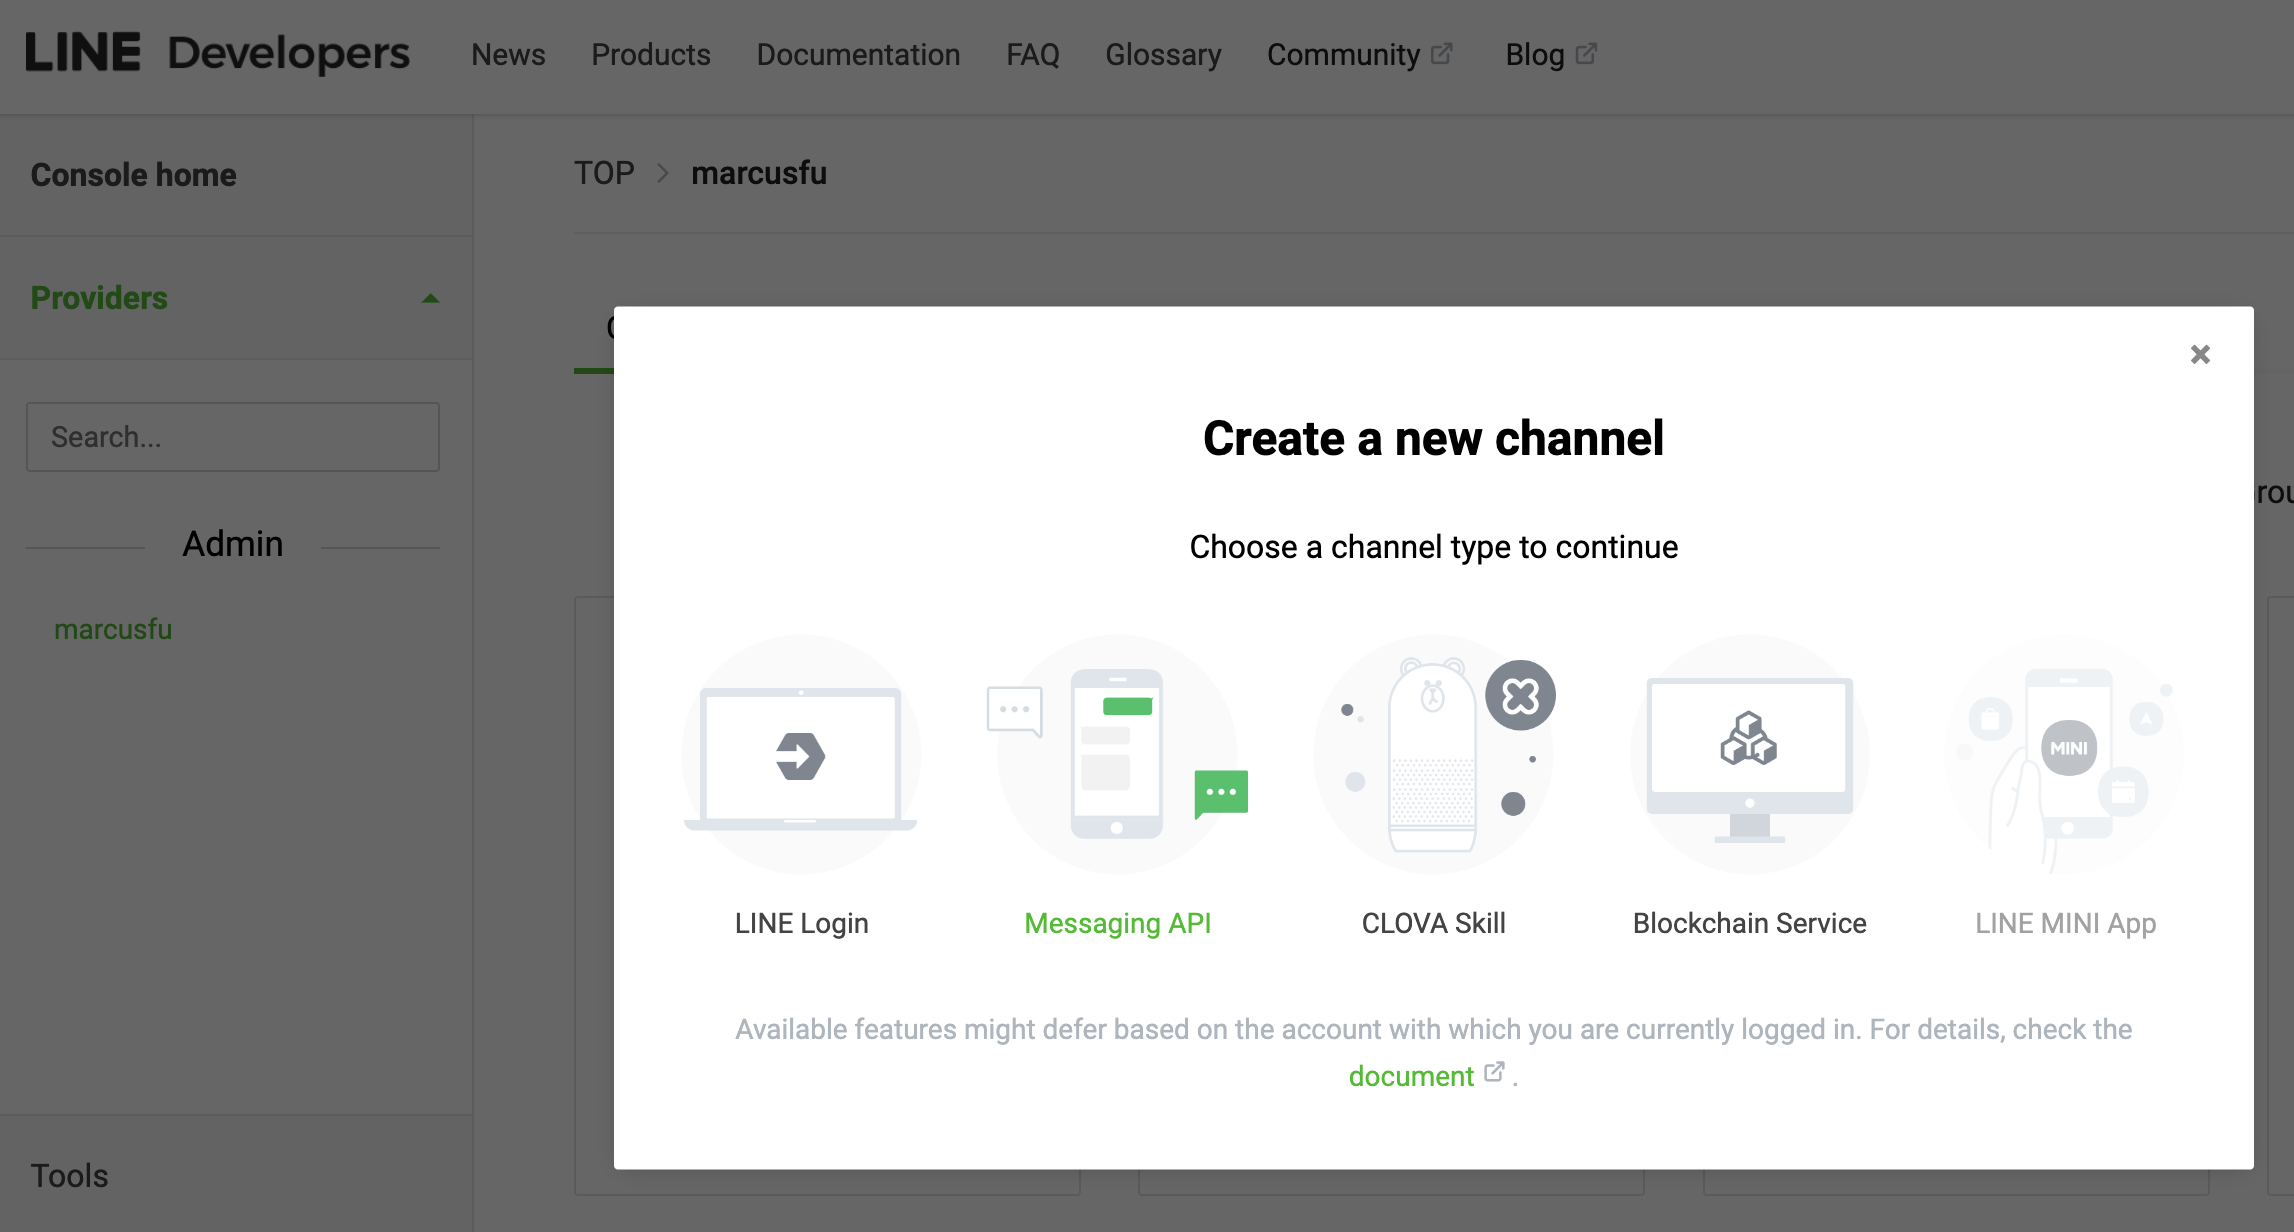 LINE Developers News Products Documentation FAQ Glossary Community Blog
Console home
TOP > marcusfu
Providers
Search...
Admin
marcusfu
Tools
Create a new channel
Choose a channel type to continue
LINE Login
Messaging API
CLOVA Skill
Blockchain Service
MINI
LINE MINI App
Available features might defer based on the account with which you are currently logged in. For details, check the
document .